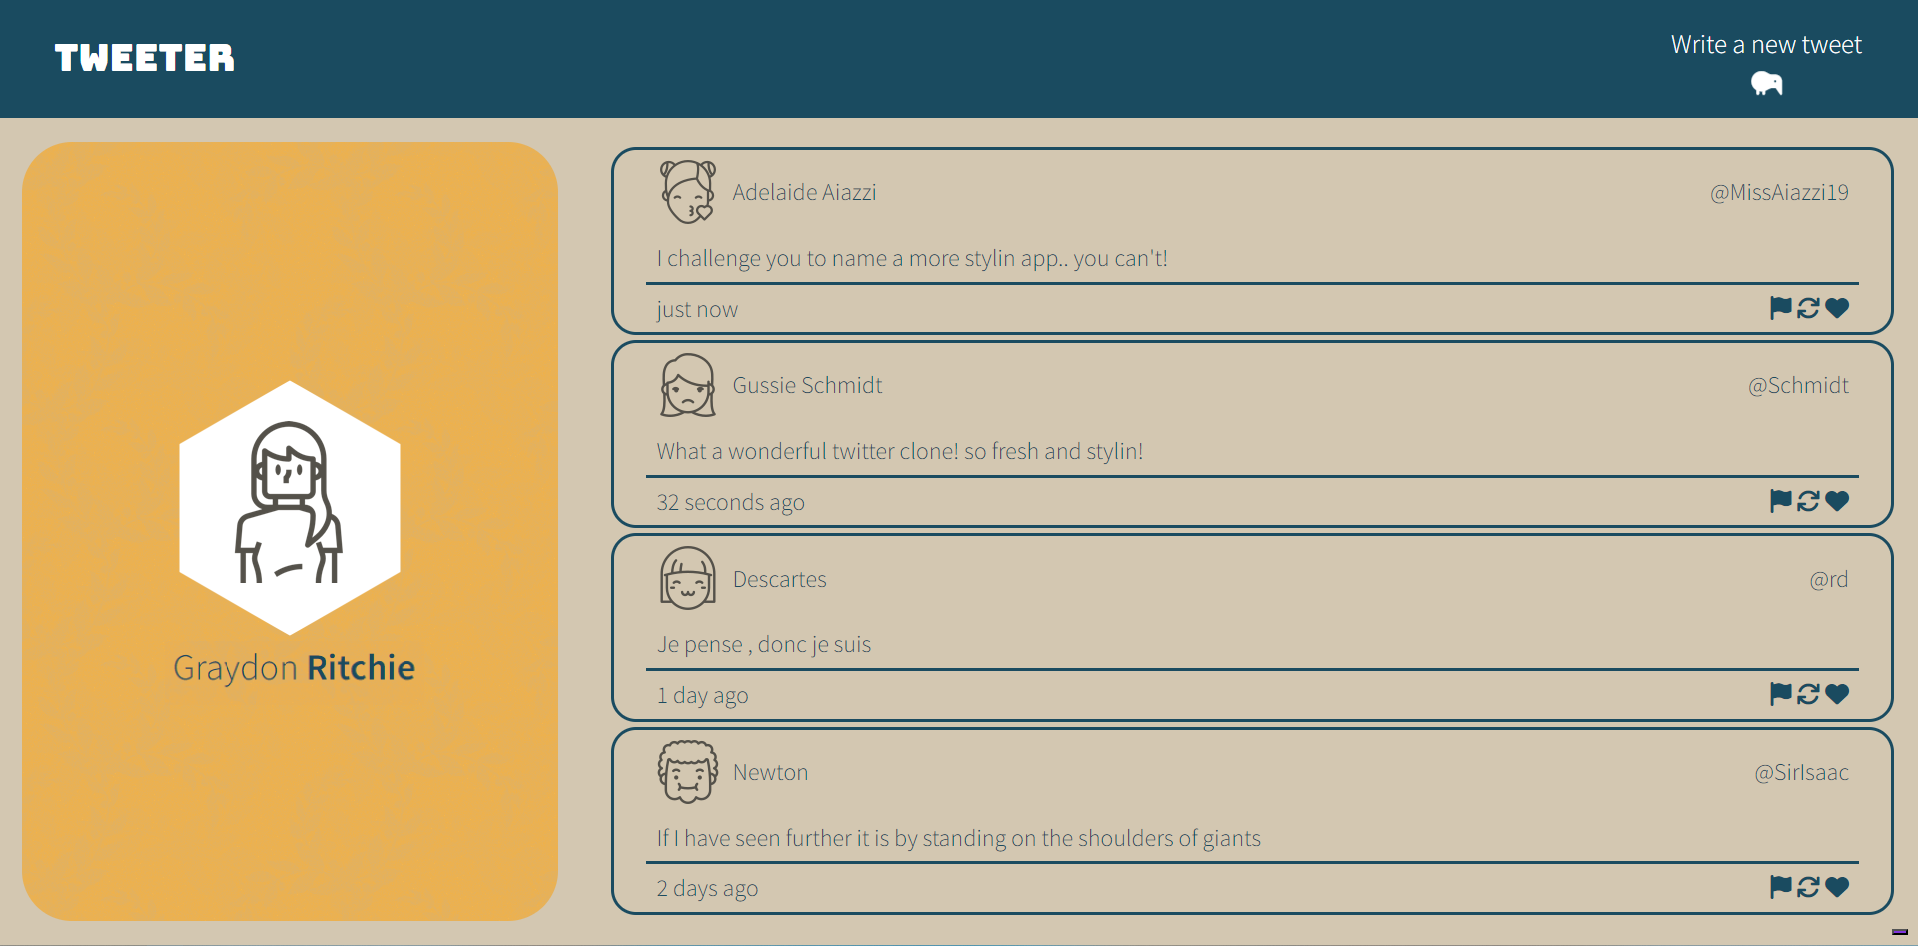 TWEETER
Write a new tweet
Graydon Ritchie
Adelaide Aiazzi
@MissAiazzi19
I challenge you to name a more stylin app.. you can't!
just now
Gussie Schmidt
@Schmidt
What a wonderful twitter clone! so fresh and stylin!
32 seconds ago
Descartes
@rd
Je pense , donc je suis
1 day ago
Newton
@SirIsaac
If I have seen further it is by standing on the shoulders of giants
2 days ago